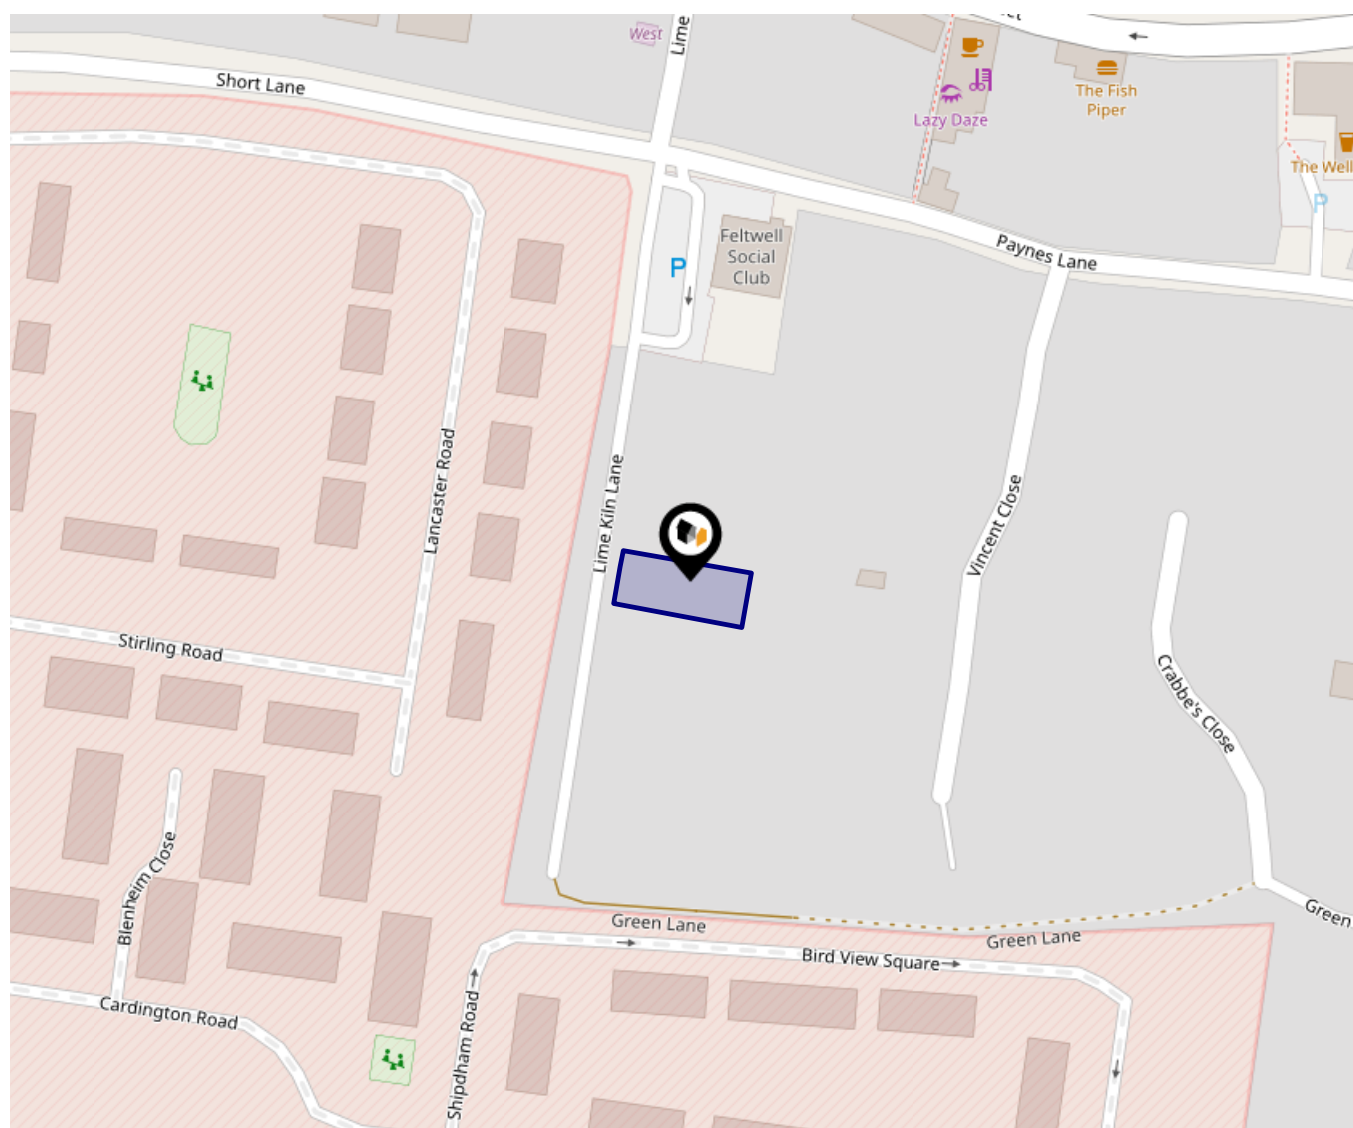 West
Lime
Short Lane
The Fish
Piper
Lazy Daze
The Well
P
Feltwell
Social
Club
P
Paynes Lane
Lancaster Road
Lime Kiln Lane
Vincent Close
Stirling Road
Crabbe's Close
Blenheim Close
Green Lane
Green Lane
Green
Bird View Square
Cardington Road
Shipdham Road